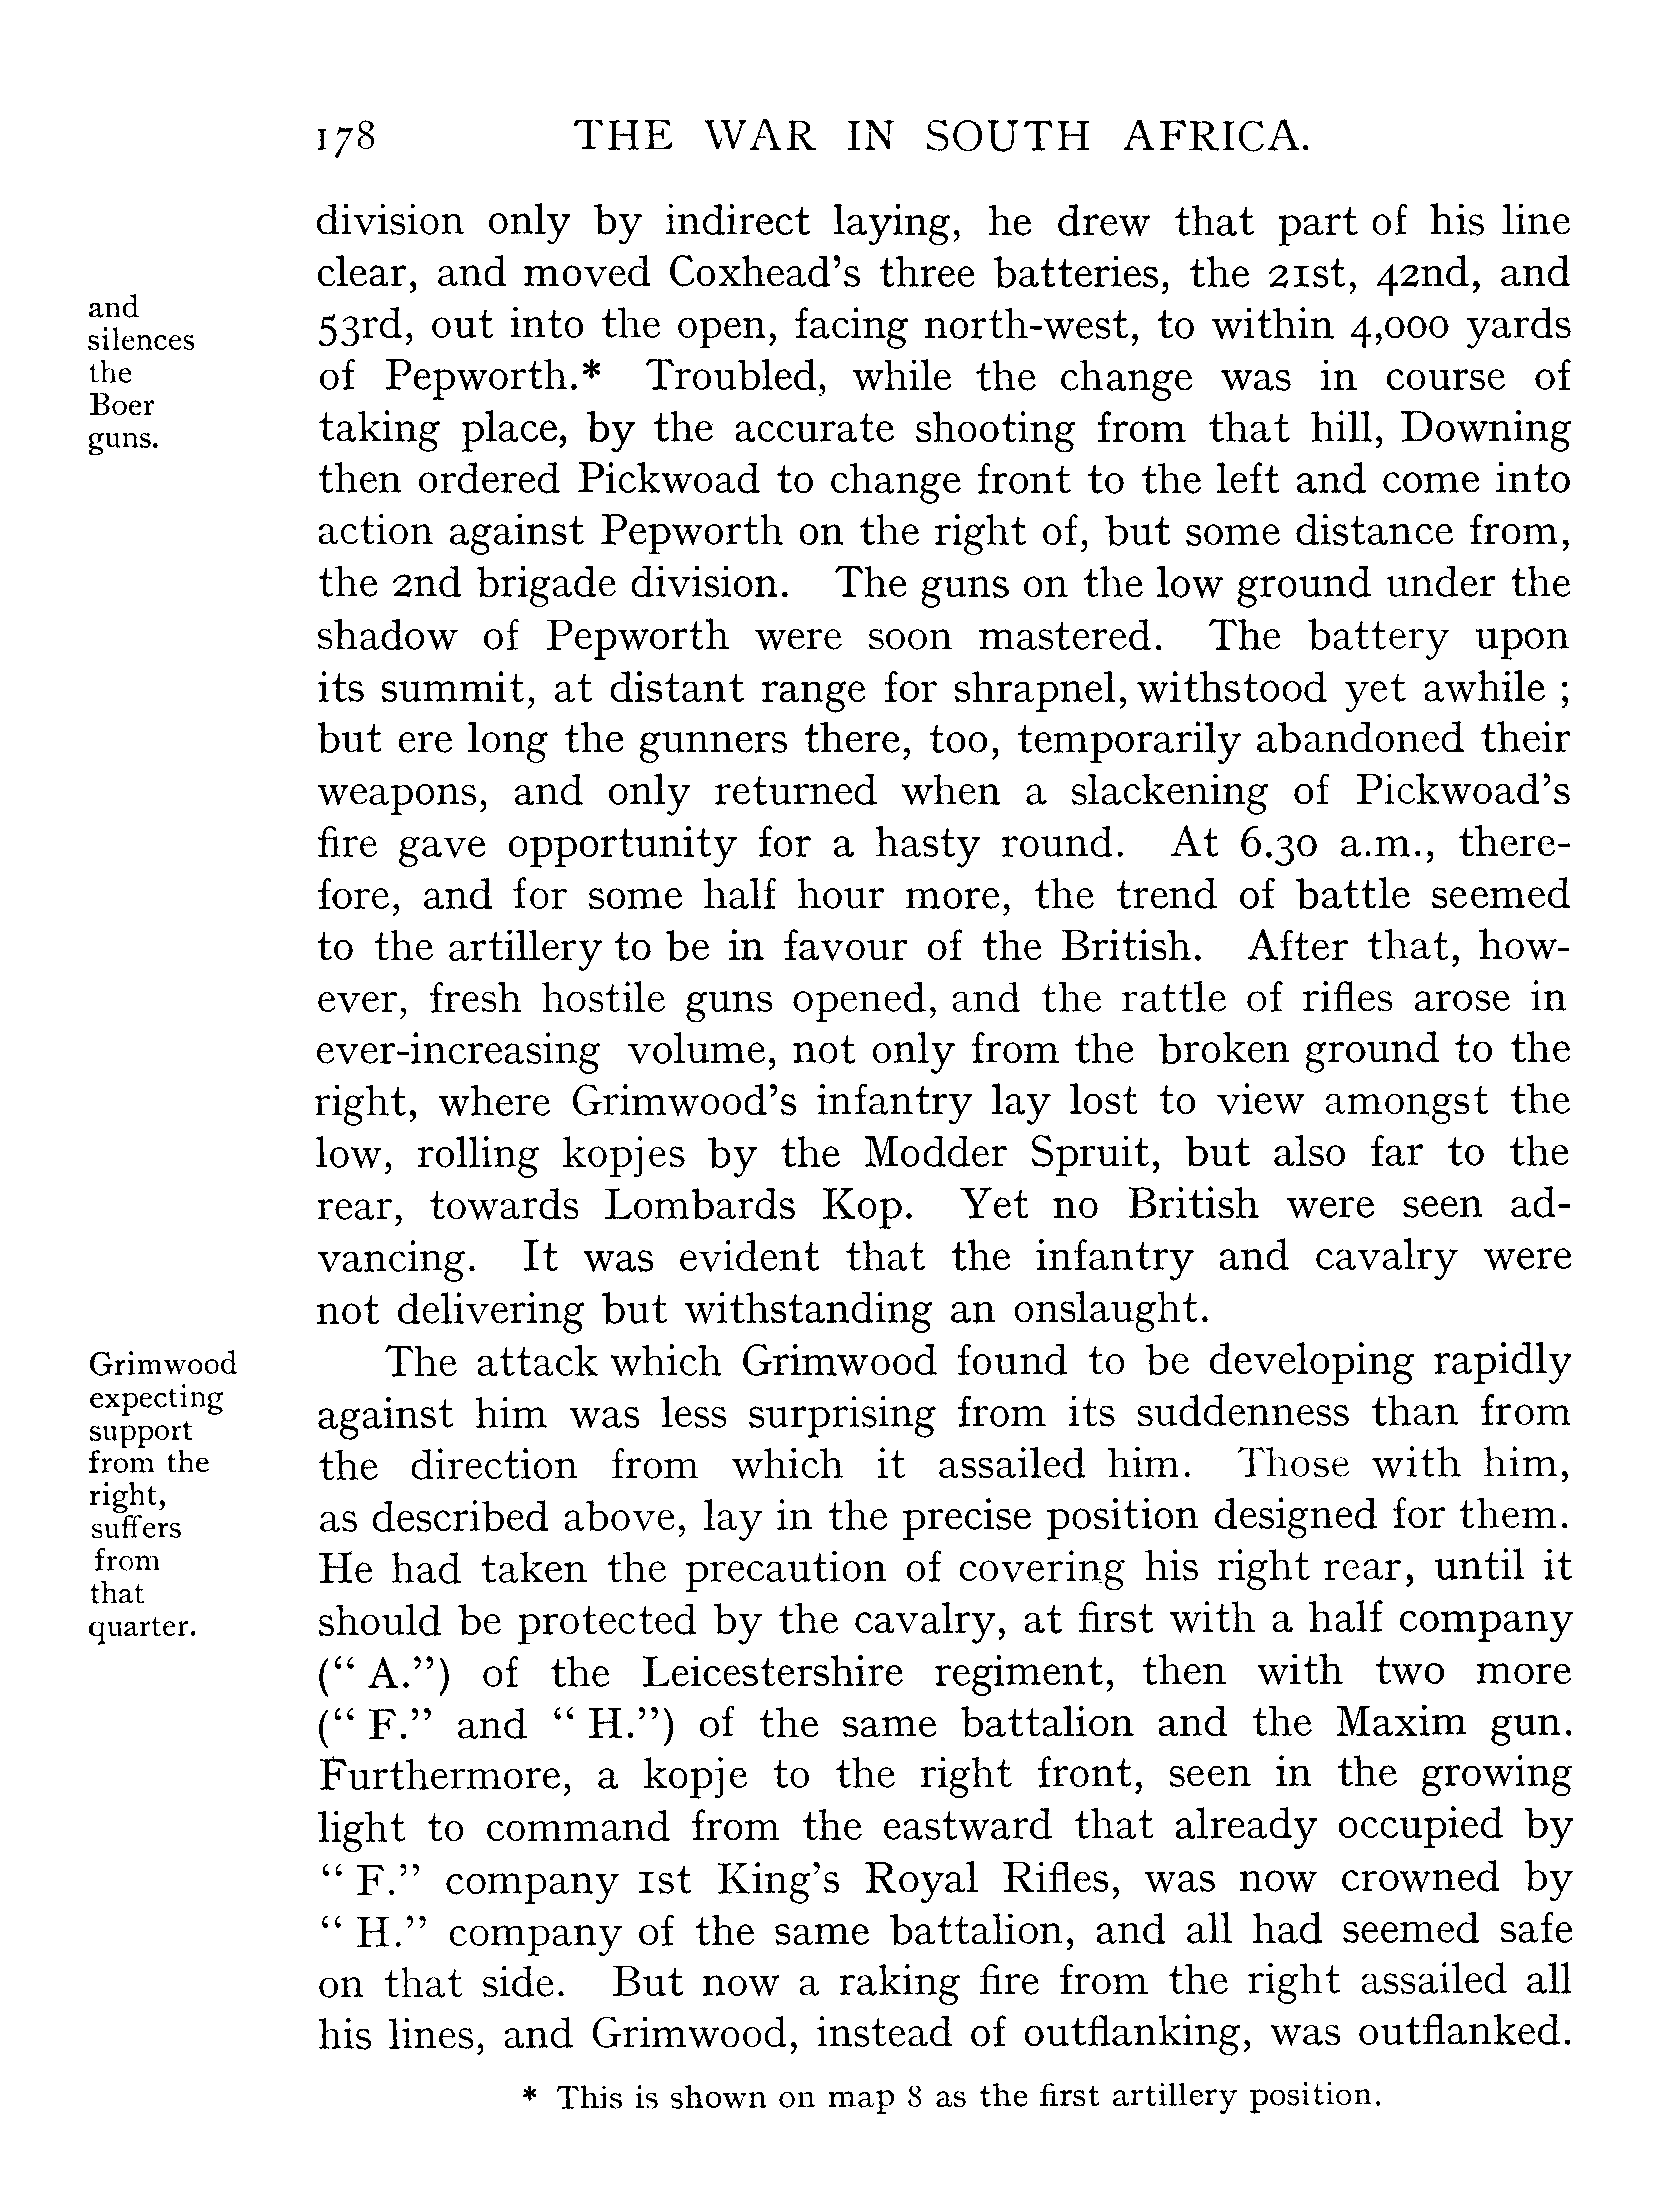 178 THE WAR IN SOUTH AFRICA.
division only by indirect laying, he drew that part of his line
clear, and moved Coxhead's three batteries, the 21st, 42nd, and
53rd, out into the open, facing north-west, to within 4,000 yards
of Pepworth.* Troubled, while the change was in course of
taking place, by the accurate shooting from that hill, Downing
then ordered Pickwoad to change front to the left and come into
action against Pepworth on the right of, but some distance from,
the 2nd brigade division. The guns on the low ground under the
shadow of Pepworth were soon mastered. The battery upon
its summit, at distant range for shrapnel, withstood yet awhile ;
but ere long the gunners there, too, temporarily abandoned their
weapons, and only returned when a slackening of Pickwoad's
fire gave opportunity for a hasty round. At 6.30 a.m., there-
fore, and for some half hour more, the trend of battle seemed
to the artillery to be in favour of the British. After that, how-
ever, fresh hostile guns opened, and the rattle of rifles arose in
ever-increasing volume, not only from the broken ground to the
right, where Grimwood's infantry lay lost to view amongst the
low, rolling kopjes by the Modder Spruit, but also far to the
rear, towards Lombards Kop. Yet no British were seen ad-
vancing. It was evident that the infantry and cavalry were
not delivering but withstanding an onslaught.
and
silences
the
Boer
guns.
The attack which Grimwood found to be developing rapidly
against him was less surprising from its suddenness than from
the direction from which it assailed him. Those with him,
as described above, lay in the precise position designed for them.
He had taken the precaution of covering his right rear, until it
should be protected by the cavalry, at first with a half company
(" A.") of the Leicestershire regiment, then with two more
(" F." and " H.") of the same battalion and the Maxim gun.
Furthermore, a kopje to the right front, seen in the growing
light to command from the eastward that already occupied by
" F." company 1st King's Royal Rifles, was now crowned by
" H." company of the same battalion, and all had seemed safe
on that side. But now a raking fire from the right assailed all
his lines, and Grimwood, instead of outflanking, was outflanked.
Grimwood
expecting
support
from the
right,
suffers
from
that
quarter.
* This is shown on map 8 as the first artillery position.